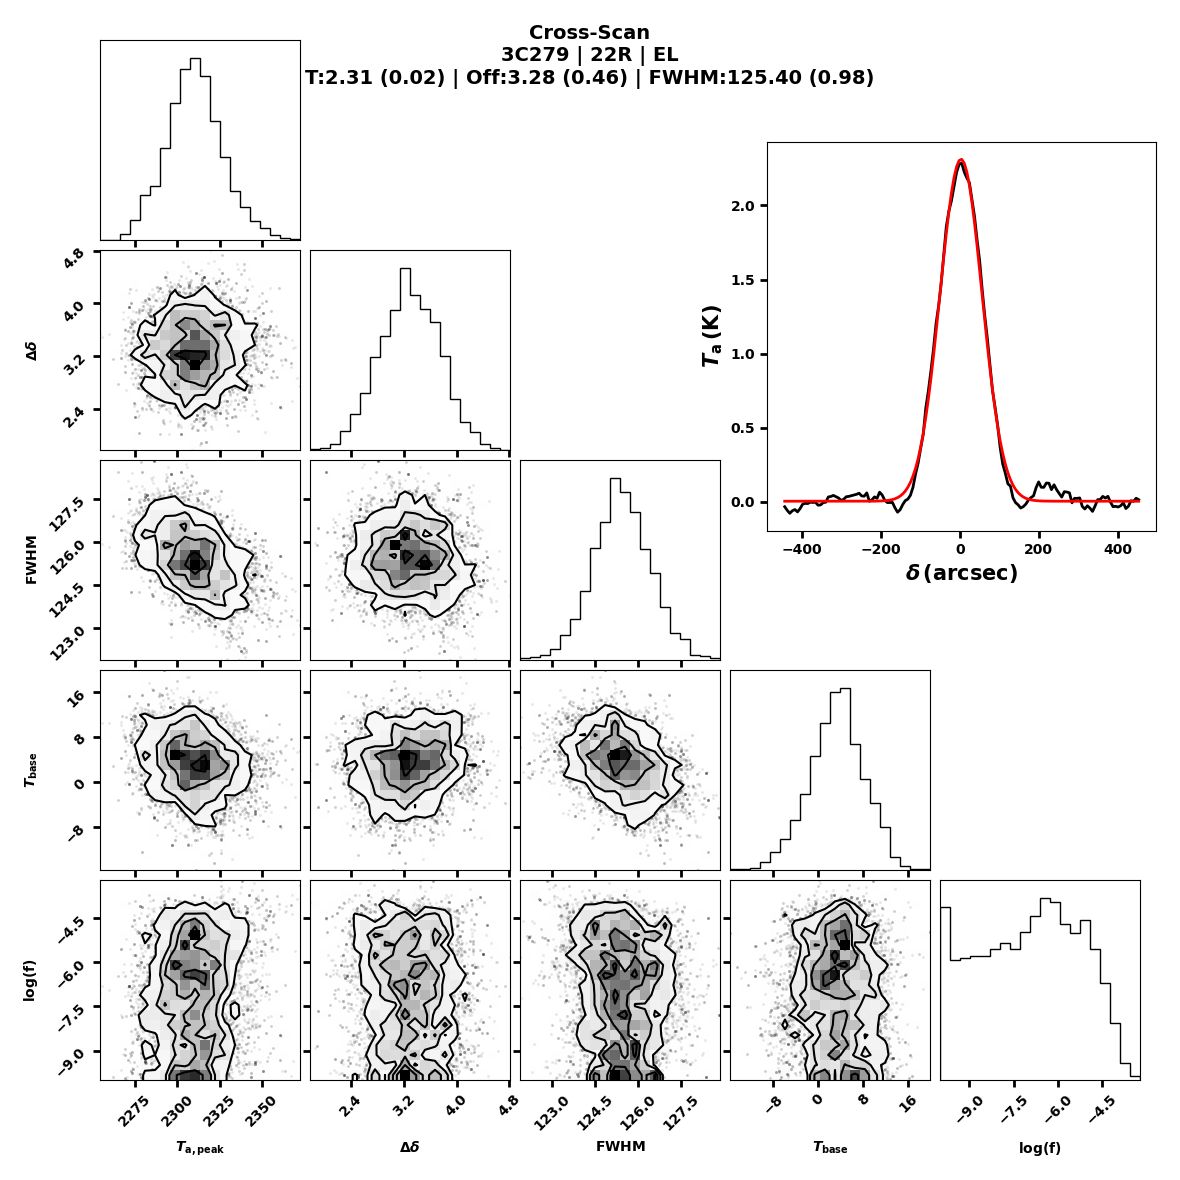 Cross-Scan
3C279 | 22R | EL
T:2.31 (0.02) | Off:3.28 (0.46) | FWHM:125.40 (0.98)
2.0
1.5
1.0
0.5
0.0
T_a (K)
−400 −200 0 200 400
δ (arcsec)
4.8
4.0
3.2
2.4
Δδ
127.5
126.0
124.5
123.0
FWHM
16
8
0
−8
T_base
−4.5
−6.0
−7.5
−9.0
log(f)
2275 2300 2325 2350
2.4 3.2 4.0 4.8
123.0 124.5 126.0 127.5
−8 0 8 16
−9.0 −7.5 −6.0 −4.5
T_a,peak
Δδ
FWHM
T_base
log(f)